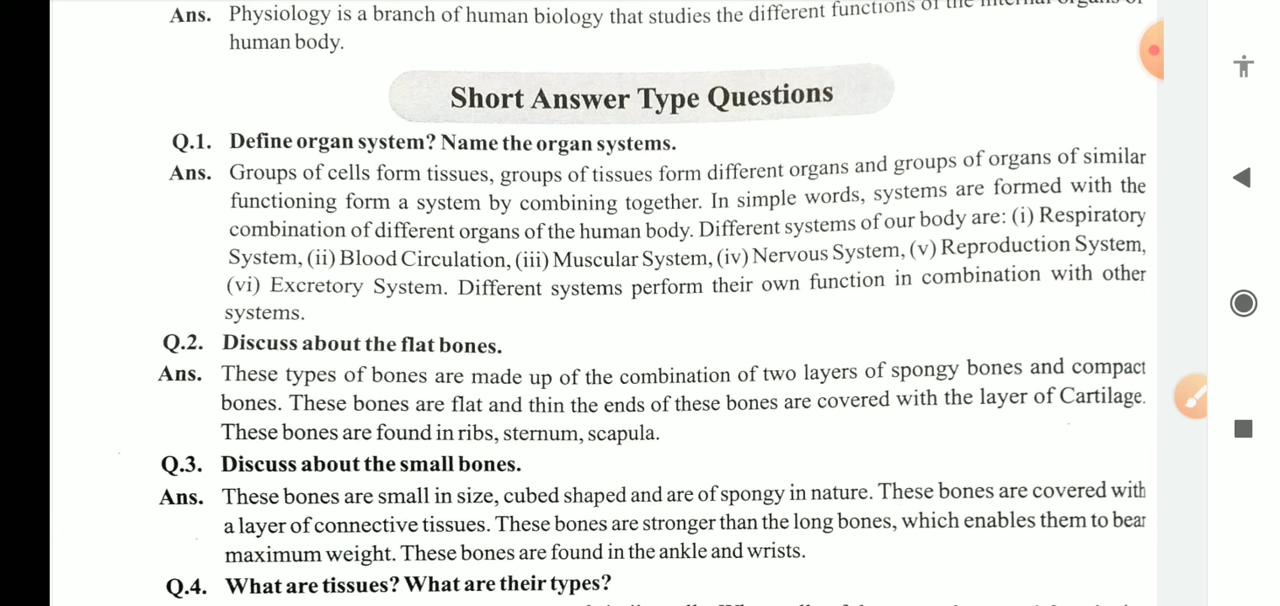 Ans. Physiology is a branch of human biology that studies the different functions of the internal organs of
human body.
Short Answer Type Questions
Q.1. Define organ system? Name the organ systems.
Ans. Groups of cells form tissues, groups of tissues form different organs and groups of organs of similar
functioning form a system by combining together. In simple words, systems are formed with the
combination of different organs of the human body. Different systems of our body are: (i) Respiratory
System, (ii) Blood Circulation, (iii) Muscular System, (iv) Nervous System, (v) Reproduction System,
(vi) Excretory System. Different systems perform their own function in combination with other
systems.
Q.2. Discuss about the flat bones.
Ans. These types of bones are made up of the combination of two layers of spongy bones and compact
bones. These bones are flat and thin the ends of these bones are covered with the layer of Cartilage.
These bones are found in ribs, sternum, scapula.
Q.3. Discuss about the small bones.
Ans. These bones are small in size, cubed shaped and are of spongy in nature. These bones are covered with
a layer of connective tissues. These bones are stronger than the long bones, which enables them to bear
maximum weight. These bones are found in the ankle and wrists.
Q.4. What are tissues? What are their types?